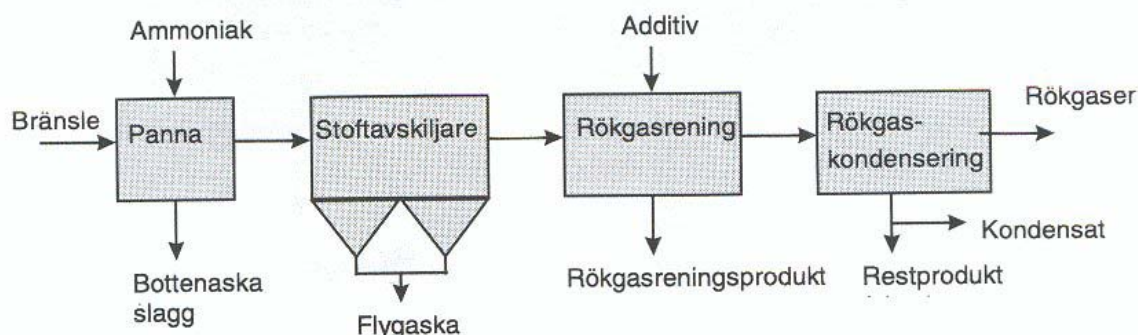 Ammoniak
Additiv
Bränsle
Panna
Stoftavskiljare
Rökgasrening
Rökgas-
kondensering
Rökgaser
Kondensat
Bottenaska
slagg
Flygaska
Rökgasreningsprodukt
Restprodukt